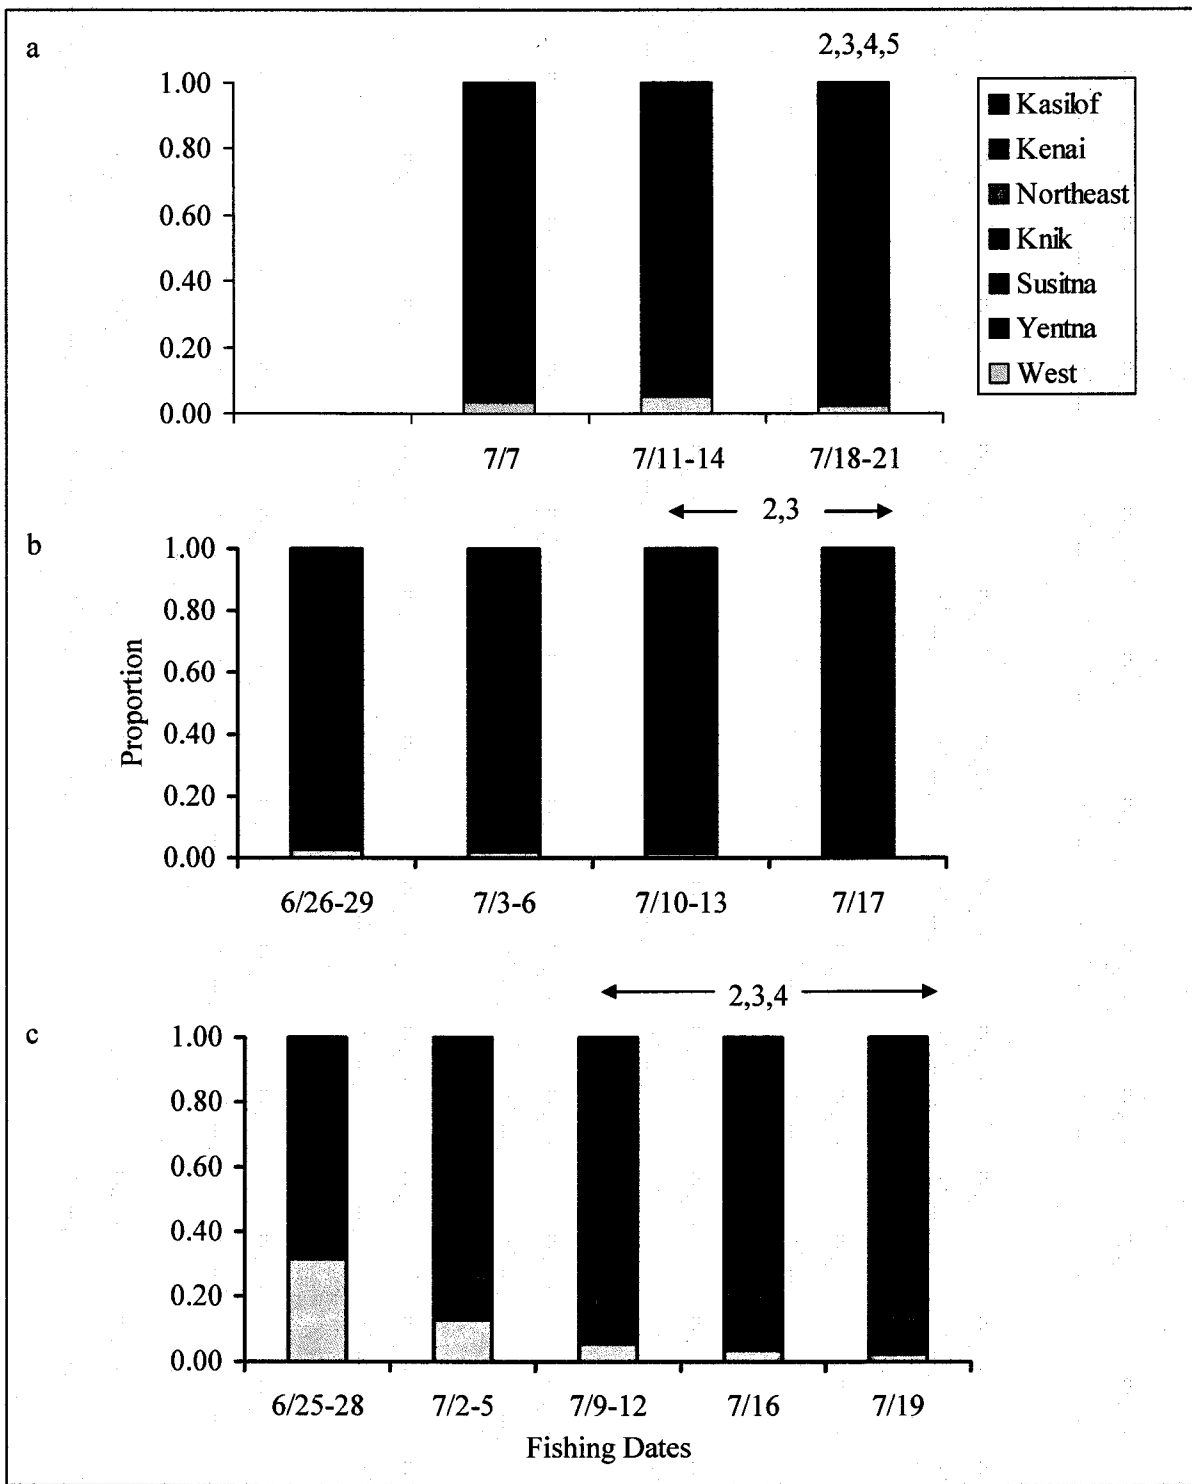 a
2,3,4,5
1.00
0.80
0.60
0.40
0.20
0.00
7/7 7/11-14 7/18-21
Kasilof
Kenai
Northeast
Knik
Susitna
Yentna
West
b
2,3
1.00
0.80
0.60
0.40
0.20
0.00
Proportion
6/26-29 7/3-6 7/10-13 7/17
c
2,3,4
1.00
0.80
0.60
0.40
0.20
0.00
6/25-28 7/2-5 7/9-12 7/16 7/19
Fishing Dates